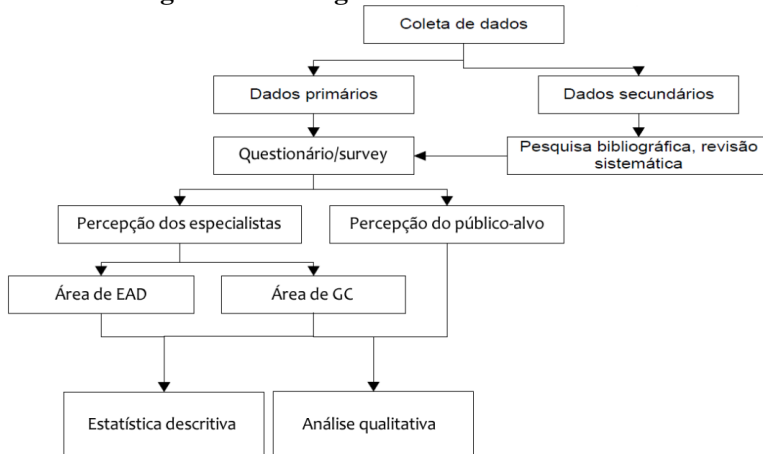 Coleta de dados
Dados primários
Dados secundários
Questionário/survey
Pesquisa bibliográfica, revisão
sistemática
Percepção dos especialistas
Percepção do público-alvo
Área de EAD
Área de GC
Estatística descritiva
Análise qualitativa